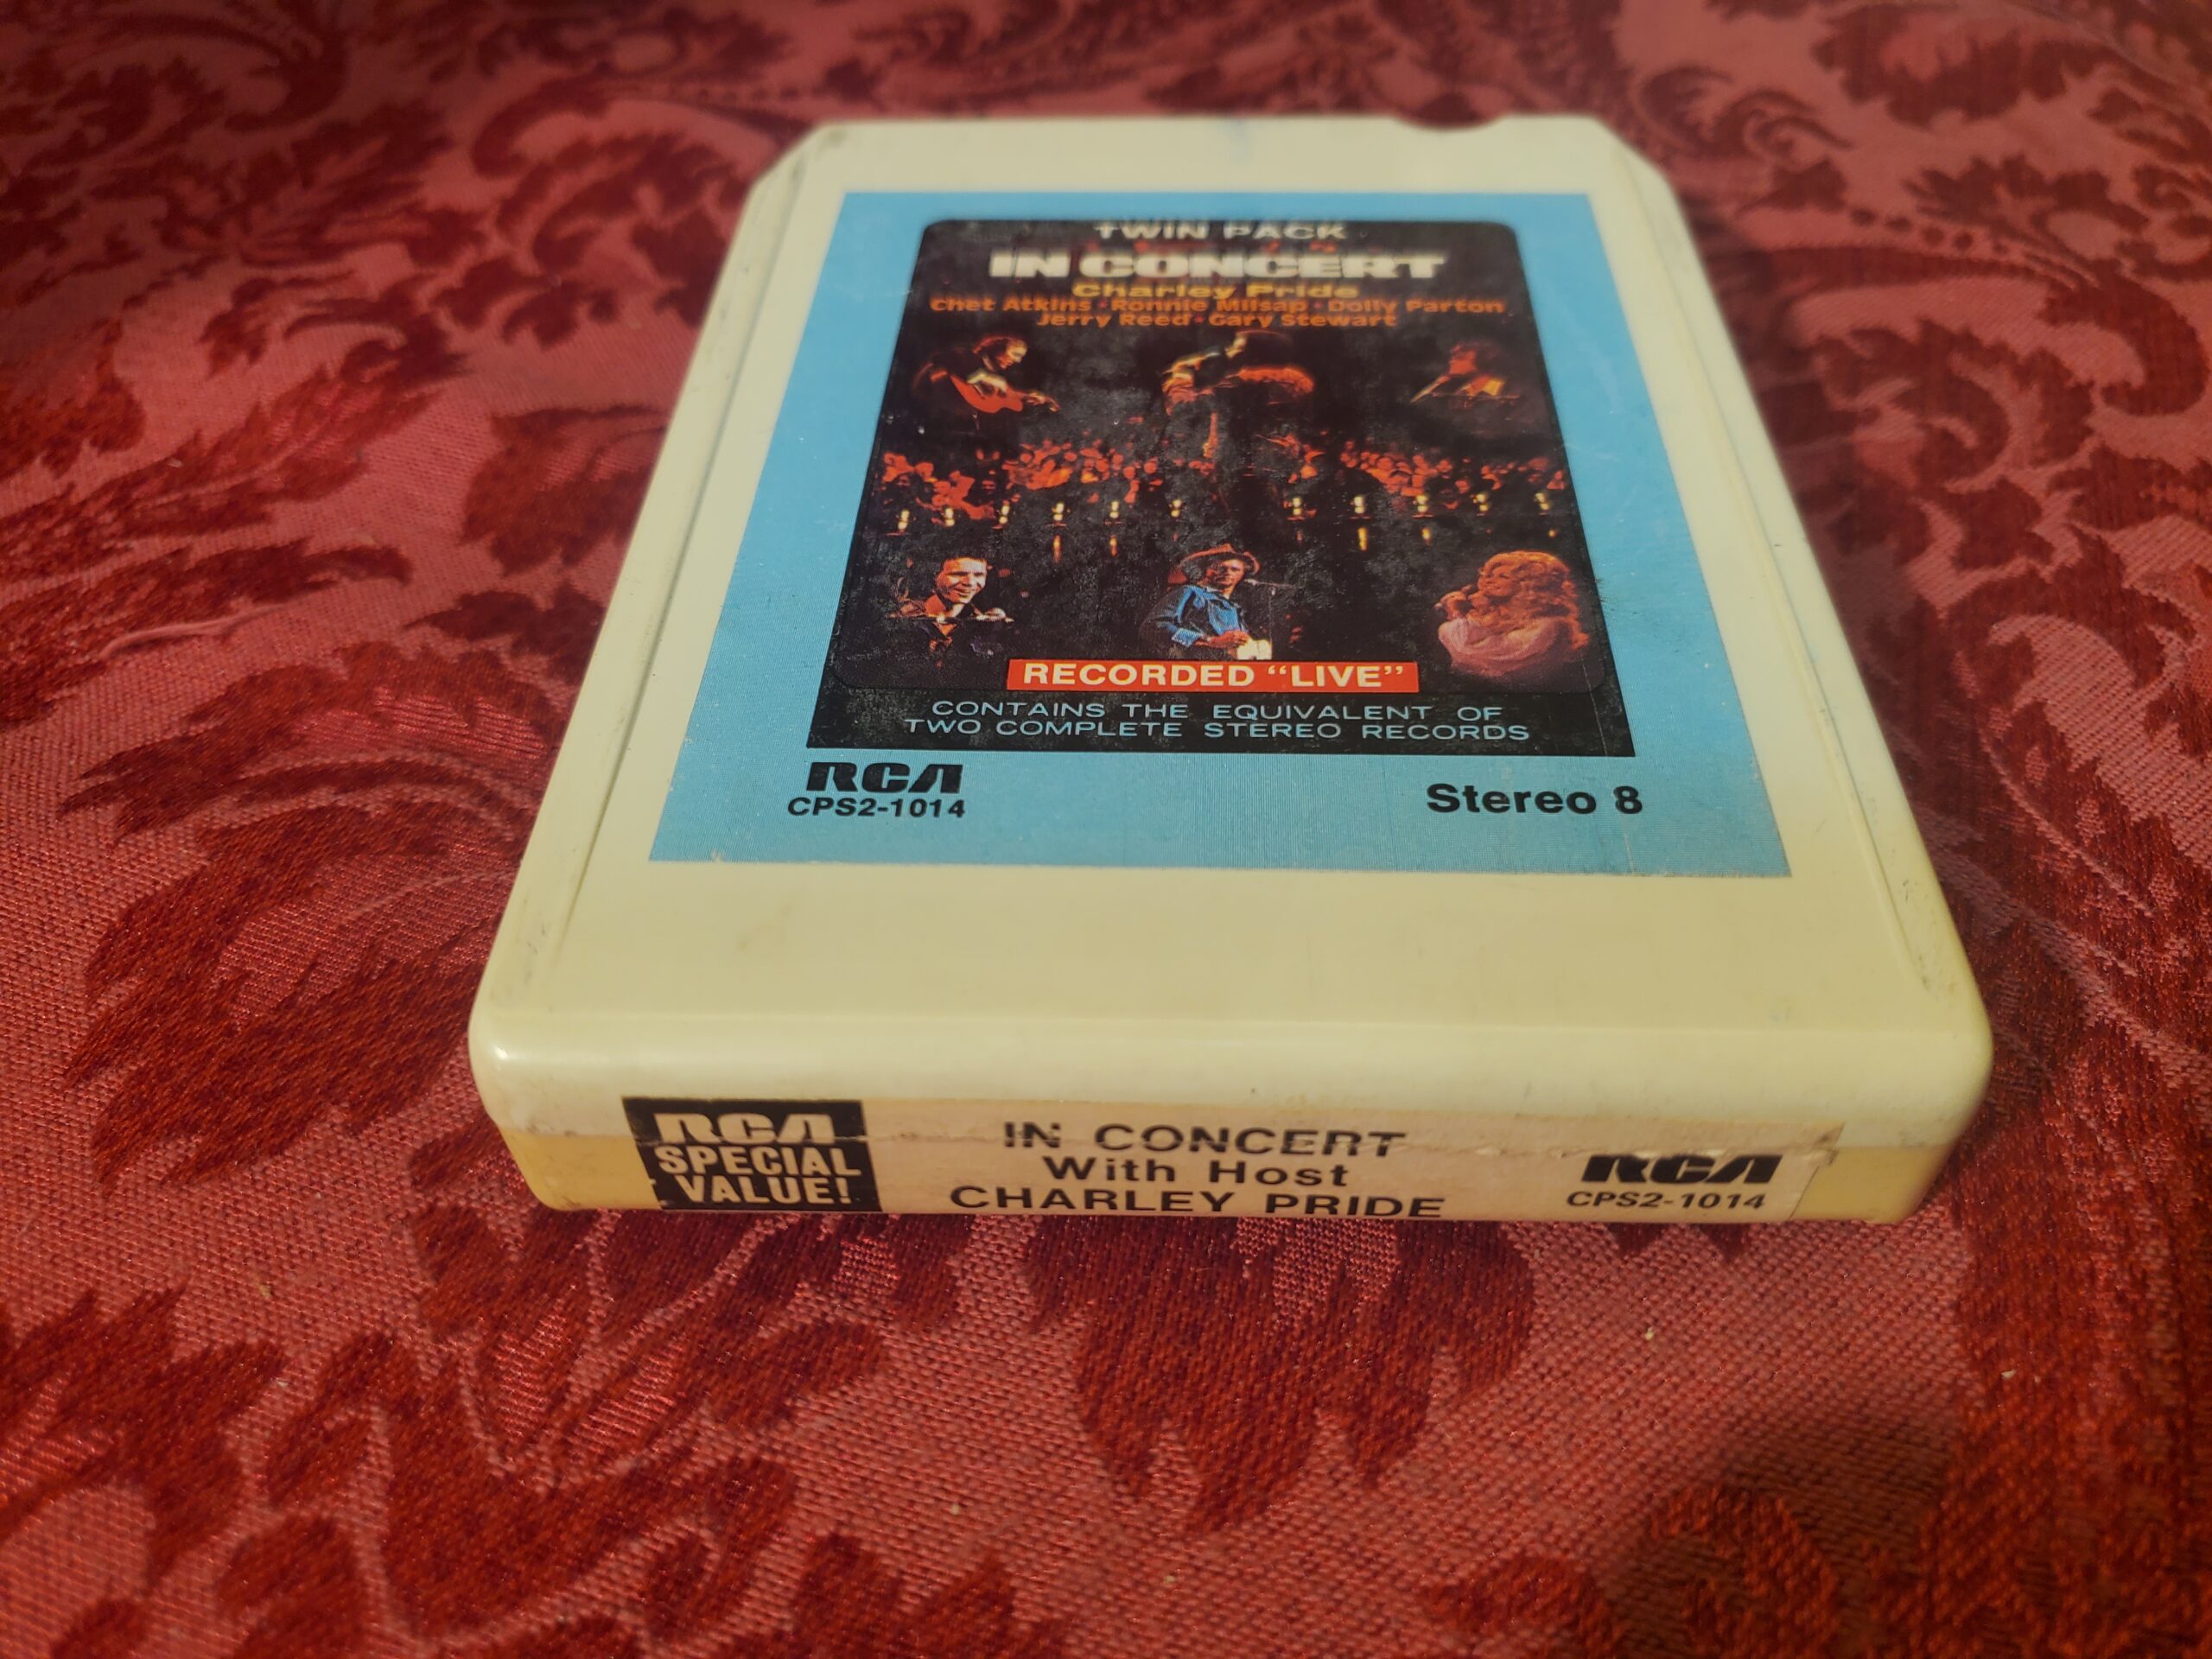 TWIN PACK
IN CONCERT
Charley Pride
Chet Atkins • Ronnie Milsap • Dolly Parton
Jerry Reed • Gary Stewart
RECORDED “LIVE”
CONTAINS THE EQUIVALENT OF
TWO COMPLETE STEREO RECORDS
RCA
CPS2-1014
Stereo 8
RCA
SPECIAL
VALUE!
IN CONCERT
With Host
CHARLEY PRIDE
RCA
CPS2-1014